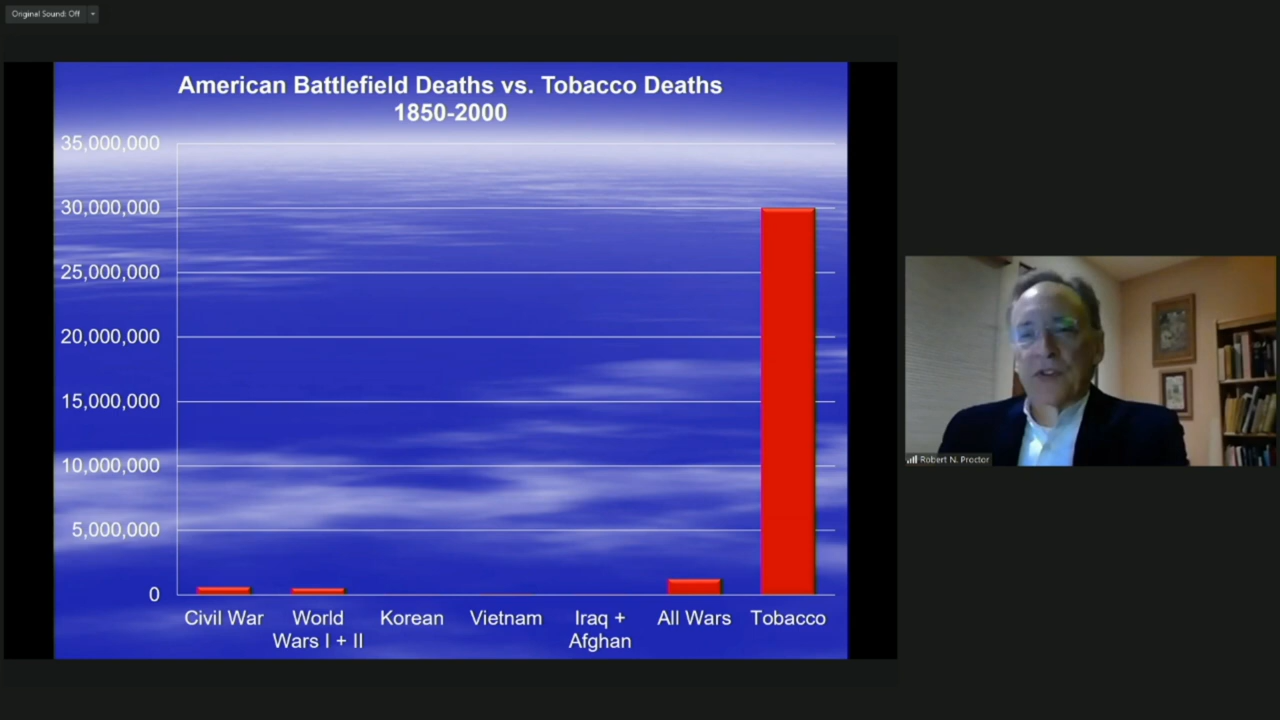 Original Sound: Off
American Battlefield Deaths vs. Tobacco Deaths
1850-2000
35,000,000
30,000,000
25,000,000
20,000,000
15,000,000
10,000,000
5,000,000
0
Civil War
World
Wars I + II
Korean
Vietnam
Iraq +
Afghan
All Wars
Tobacco
Robert N. Proctor